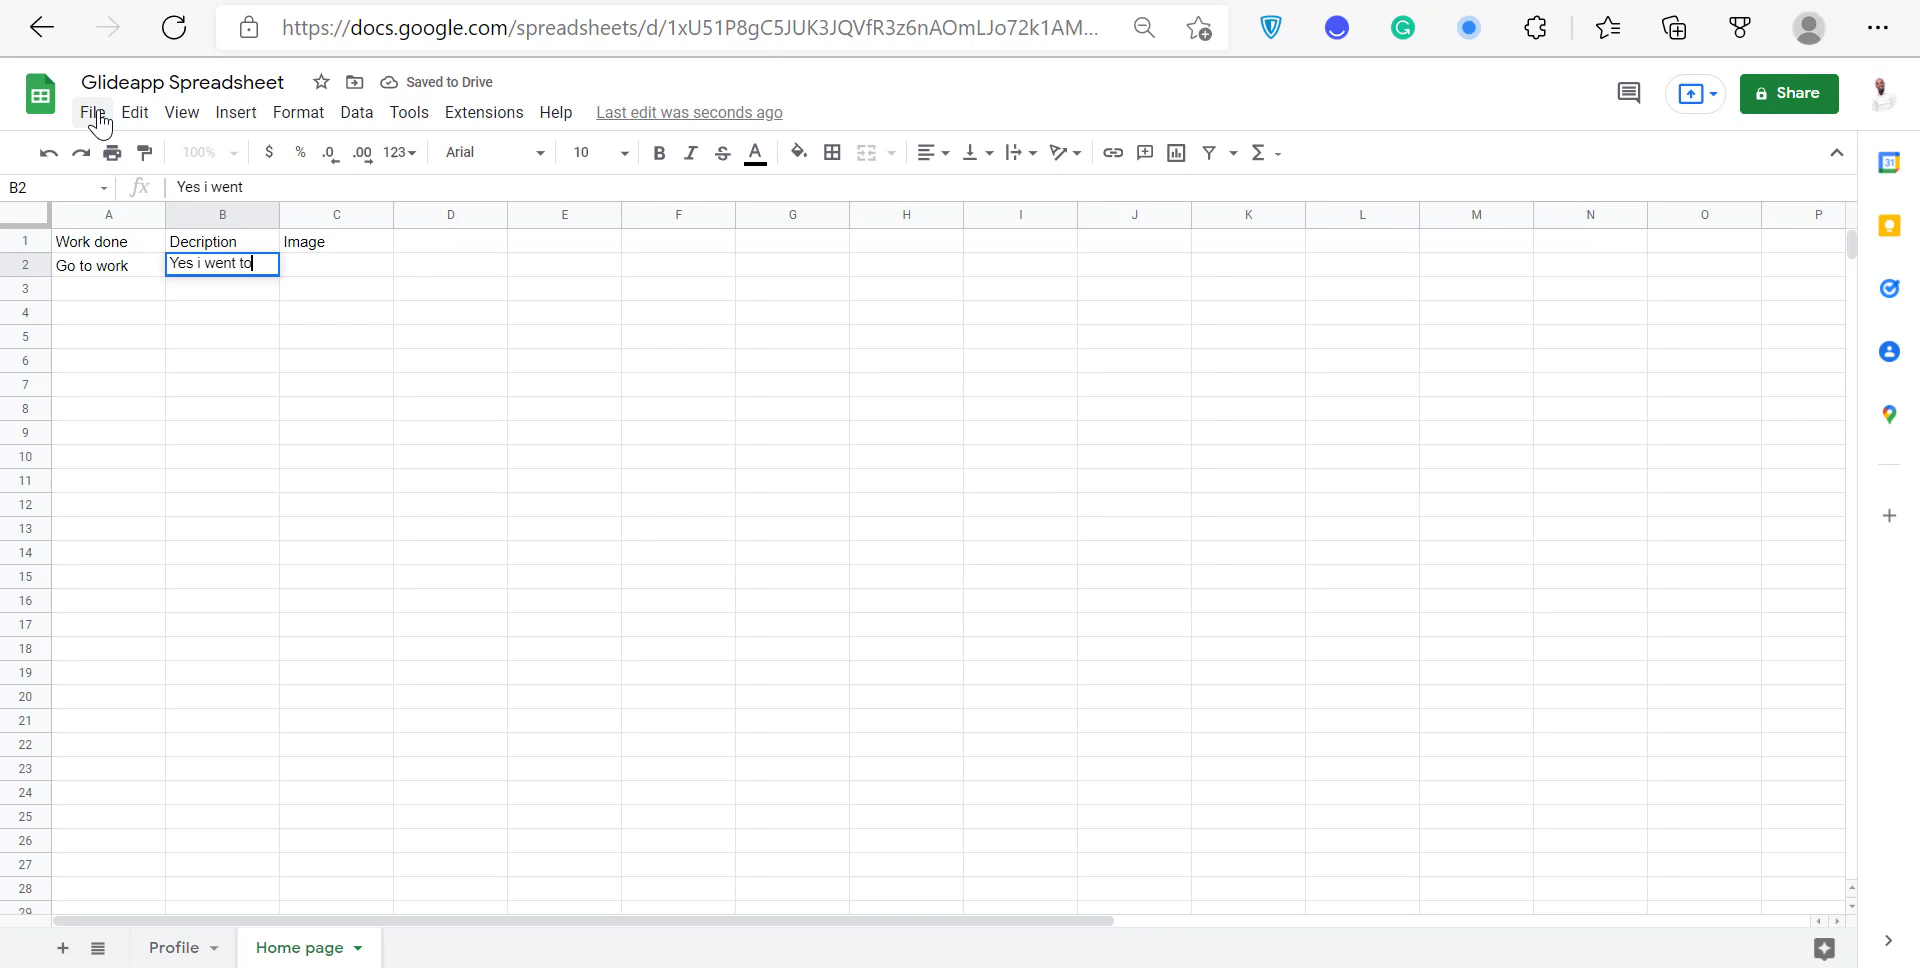 https://docs.google.com/spreadsheets/d/1xU51P8gC5JUK3JQVfR3z6nAOmLJo72k1AM...
Glideapp Spreadsheet Saved to Drive
File Edit View Insert Format Data Tools Extensions Help Last edit was seconds ago
Share
100% $ % .0 .00 123 Arial 10 B I S A Σ
31
B2 fx Yes i went
A B C D E F G H I J K L M N O P
1 Work done Decription Image
2 Go to work Yes i went to
3
4
5
6
7
8
9
10
11
12
13
14
15
16
17
18
19
20
21
22
23
24
25
26
27
28
29
Profile Home page